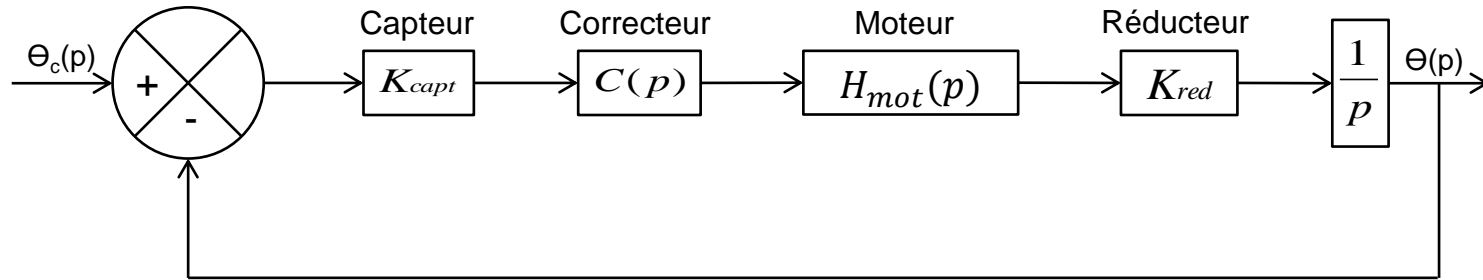 Capteur Correcteur Moteur Réducteur
ϴc(p) + - Kcapt C(p) Hmot(p) Kred 1/p ϴ(p)